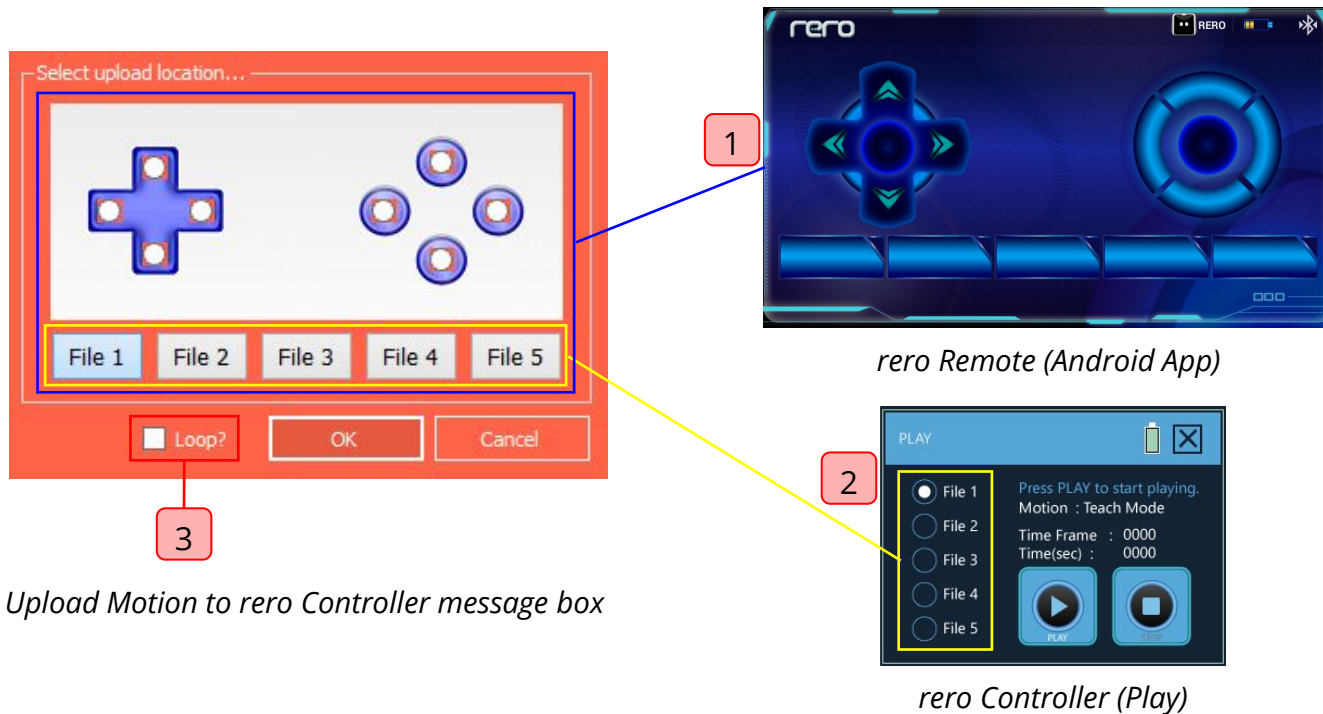 Select upload location...
File 1 File 2 File 3 File 4 File 5
Loop? OK Cancel
3
Upload Motion to rero Controller message box
1
rero RERO
rero Remote (Android App)
2
PLAY
File 1
File 2
File 3
File 4
File 5
Press PLAY to start playing.
Motion : Teach Mode
Time Frame : 0000
Time(sec) : 0000
PLAY STOP
rero Controller (Play)